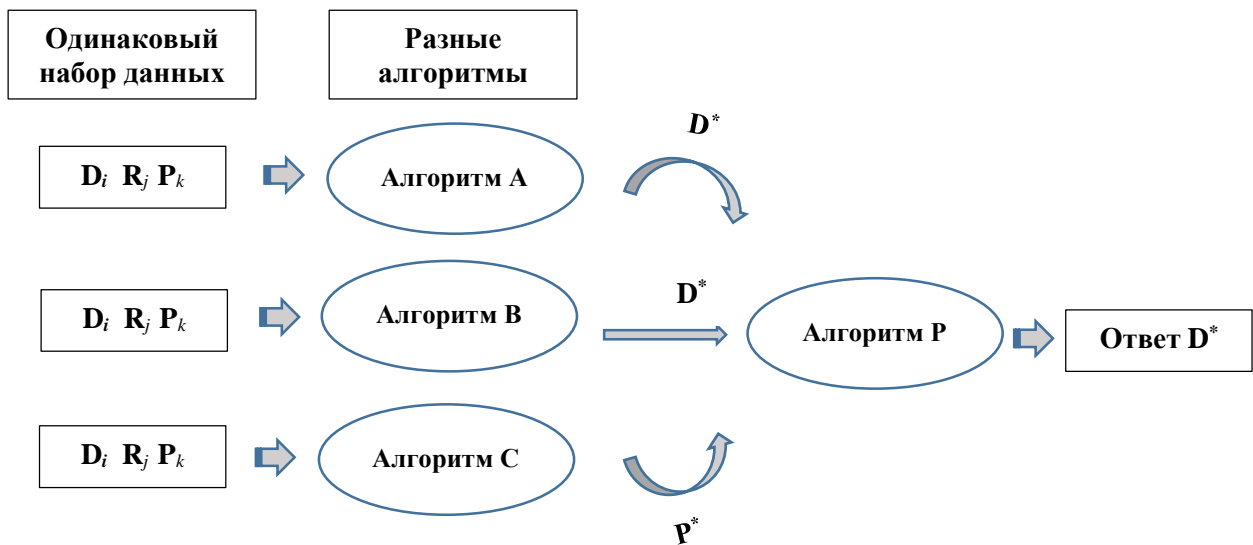 Одинаковый
набор данных
Разные
алгоритмы
D*
Dᵢ Rⱼ Pₖ
Алгоритм А
D*
Dᵢ Rⱼ Pₖ
Алгоритм В
Алгоритм Р
Ответ D*
Dᵢ Rⱼ Pₖ
Алгоритм С
P*